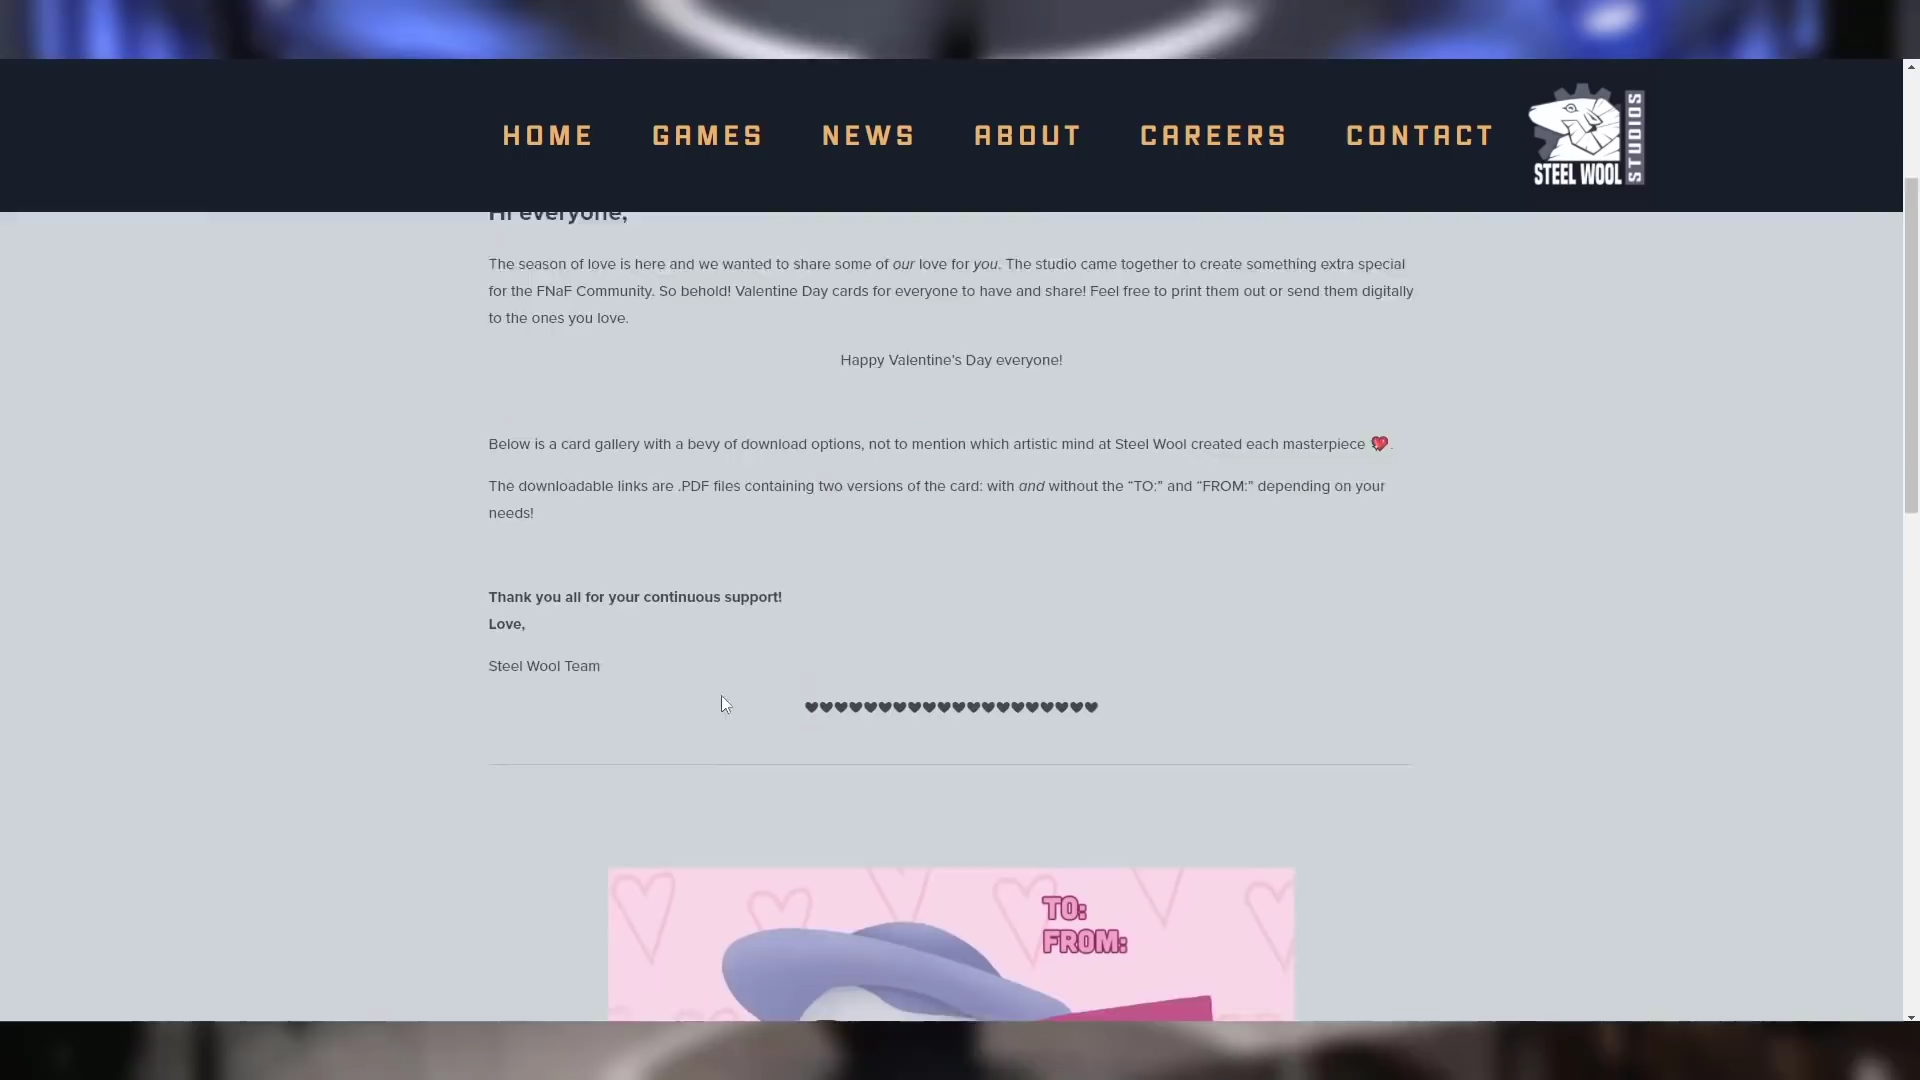 HOME GAMES NEWS ABOUT CAREERS CONTACT
STEEL WOOL STUDIOS
Hi everyone,
The season of love is here and we wanted to share some of our love for you. The studio came together to create something extra special
for the FNaF Community. So behold! Valentine Day cards for everyone to have and share! Feel free to print them out or send them digitally
to the ones you love.
Happy Valentine’s Day everyone!
Below is a card gallery with a bevy of download options, not to mention which artistic mind at Steel Wool created each masterpiece 💖.
The downloadable links are .PDF files containing two versions of the card: with and without the “TO:” and “FROM:” depending on your
needs!
Thank you all for your continuous support!
Love,
Steel Wool Team
♥♥♥♥♥♥♥♥♥♥♥♥♥♥♥♥♥♥♥♥
TO:
FROM: